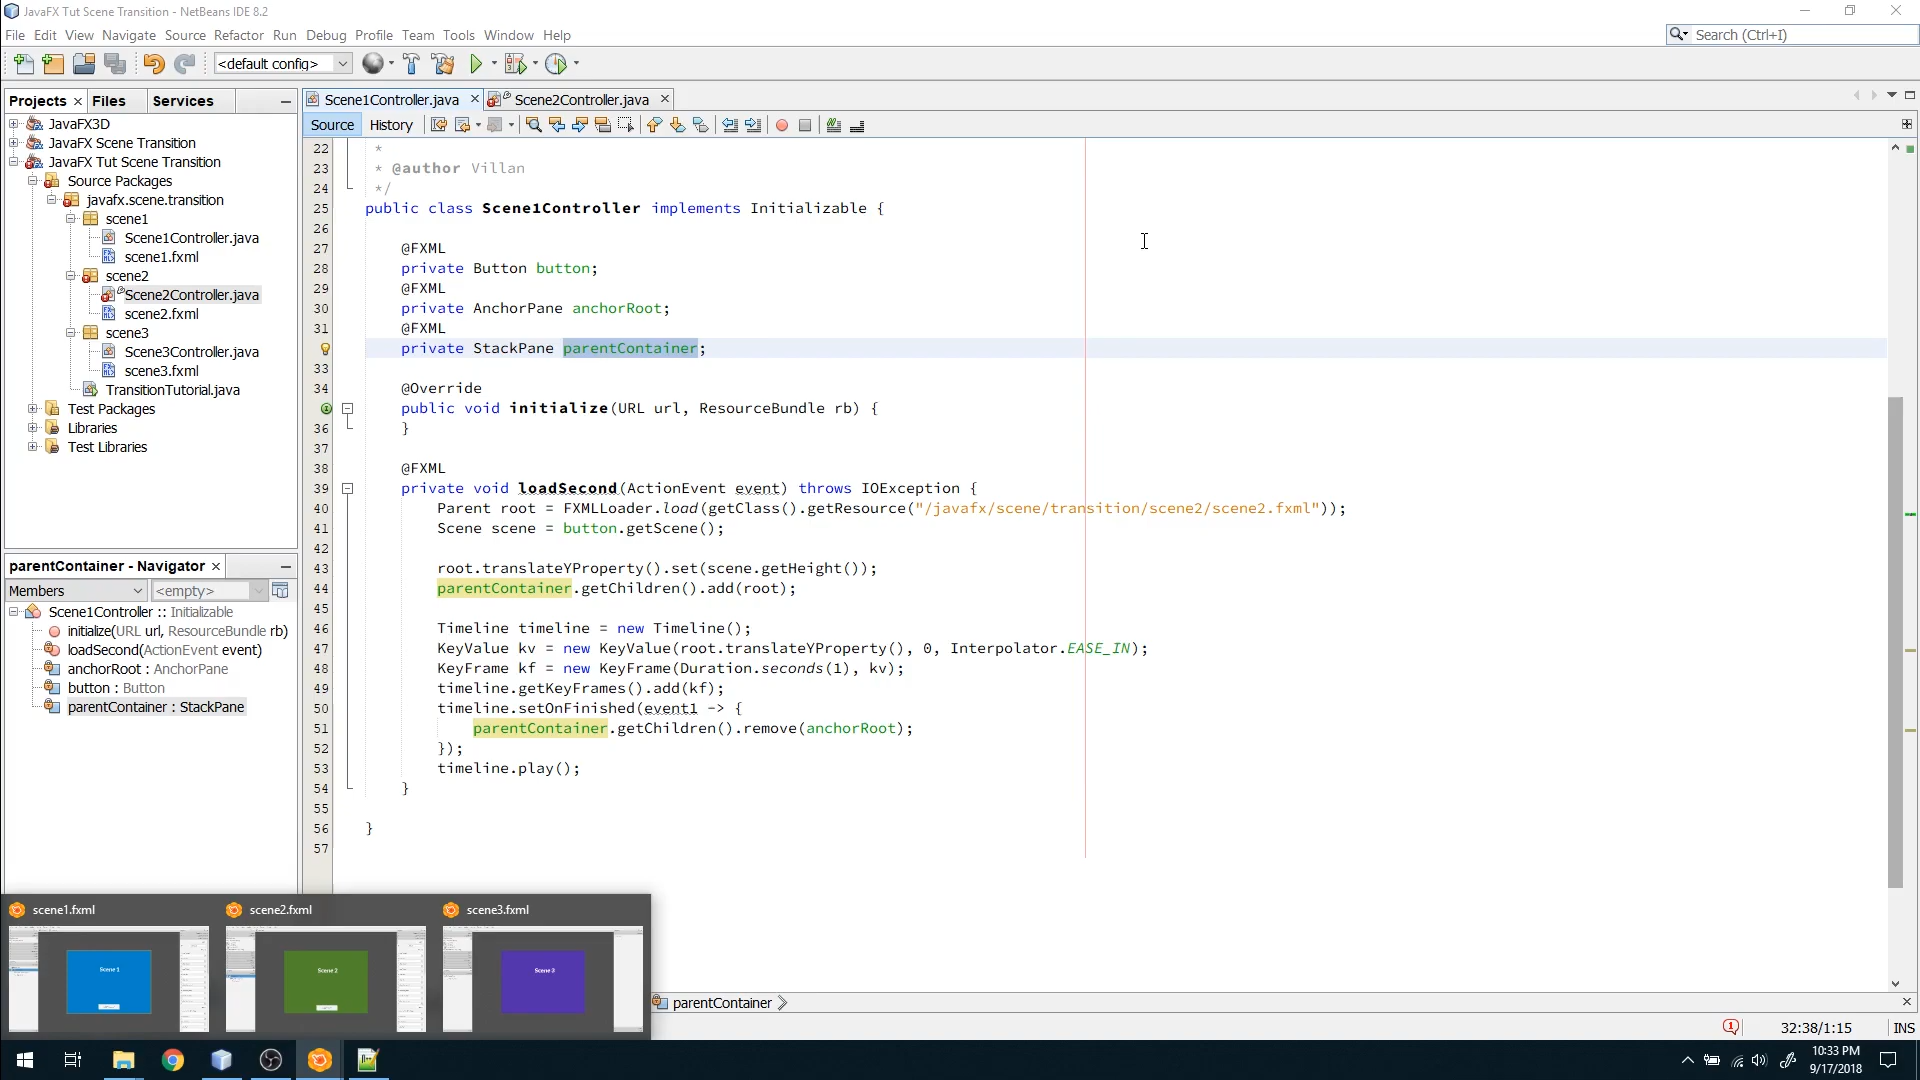 JavaFX Tut Scene Transition - NetBeans IDE 8.2
File Edit View Navigate Source Refactor Run Debug Profile Team Tools Window Help
Search (Ctrl+I)
<default config>
Projects Files Services
Scene1Controller.java Scene2Controller.java
Source History
JavaFX3D
JavaFX Scene Transition
JavaFX Tut Scene Transition
Source Packages
javafx.scene.transition
scene1
Scene1Controller.java
scene1.fxml
scene2
Scene2Controller.java
scene2.fxml
scene3
Scene3Controller.java
scene3.fxml
TransitionTutorial.java
Test Packages
Libraries
Test Libraries
parentContainer - Navigator
Members <empty>
Scene1Controller :: Initializable
initialize(URL url, ResourceBundle rb)
loadSecond(ActionEvent event)
anchorRoot : AnchorPane
button : Button
parentContainer : StackPane
22 *
23 * @author Villan
24 */
25 public class Scene1Controller implements Initializable {
26
27 @FXML
28 private Button button;
29 @FXML
30 private AnchorPane anchorRoot;
31 @FXML
private StackPane parentContainer;
33
34 @Override
public void initialize(URL url, ResourceBundle rb) {
36 }
37
38 @FXML
39 private void loadSecond(ActionEvent event) throws IOException {
40 Parent root = FXMLLoader.load(getClass().getResource("/javafx/scene/transition/scene2/scene2.fxml"));
41 Scene scene = button.getScene();
42
43 root.translateYProperty().set(scene.getHeight());
44 parentContainer.getChildren().add(root);
45
46 Timeline timeline = new Timeline();
47 KeyValue kv = new KeyValue(root.translateYProperty(), 0, Interpolator.EASE_IN);
48 KeyFrame kf = new KeyFrame(Duration.seconds(1), kv);
49 timeline.getKeyFrames().add(kf);
50 timeline.setOnFinished(event1 -> {
51 parentContainer.getChildren().remove(anchorRoot);
52 });
53 timeline.play();
54 }
55
56 }
57
scene1.fxml scene2.fxml scene3.fxml
Scene 1 Scene 2 Scene 3
parentContainer
1 32:38/1:15 INS
10:33 PM
9/17/2018